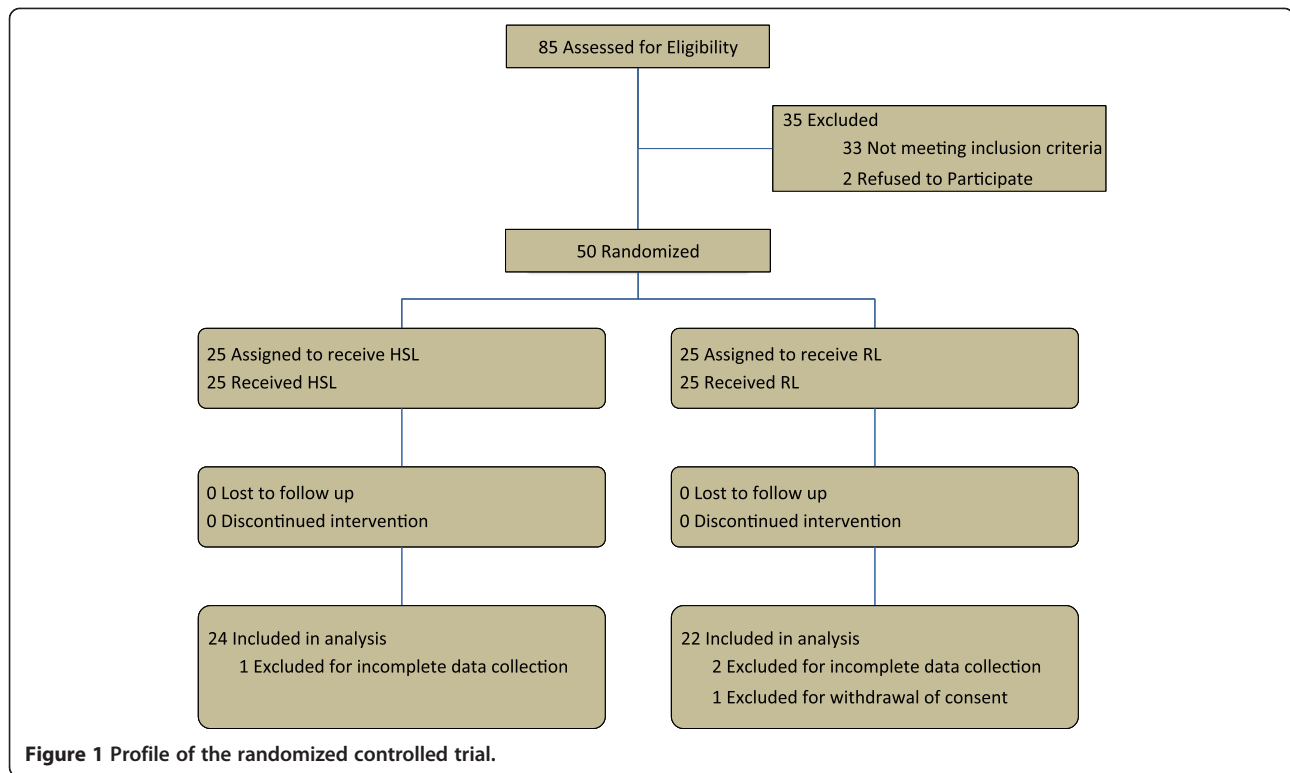 85 Assessed for Eligibility
35 Excluded
33 Not meeting inclusion criteria
2 Refused to Participate
50 Randomized
25 Assigned to receive HSL
25 Received HSL
25 Assigned to receive RL
25 Received RL
0 Lost to follow up
0 Discontinued intervention
0 Lost to follow up
0 Discontinued intervention
24 Included in analysis
1 Excluded for incomplete data collection
22 Included in analysis
2 Excluded for incomplete data collection
1 Excluded for withdrawal of consent
Figure 1 Profile of the randomized controlled trial.